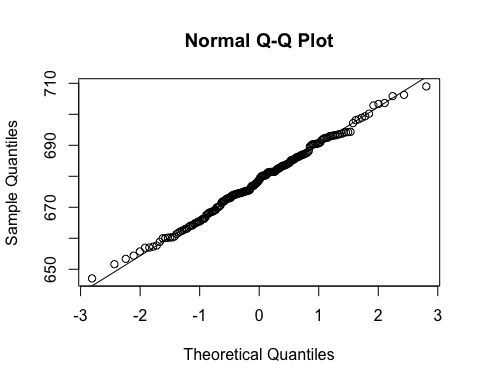 Normal Q-Q Plot
Sample Quantiles
710
690
670
650
-3 -2 -1 0 1 2 3
Theoretical Quantiles